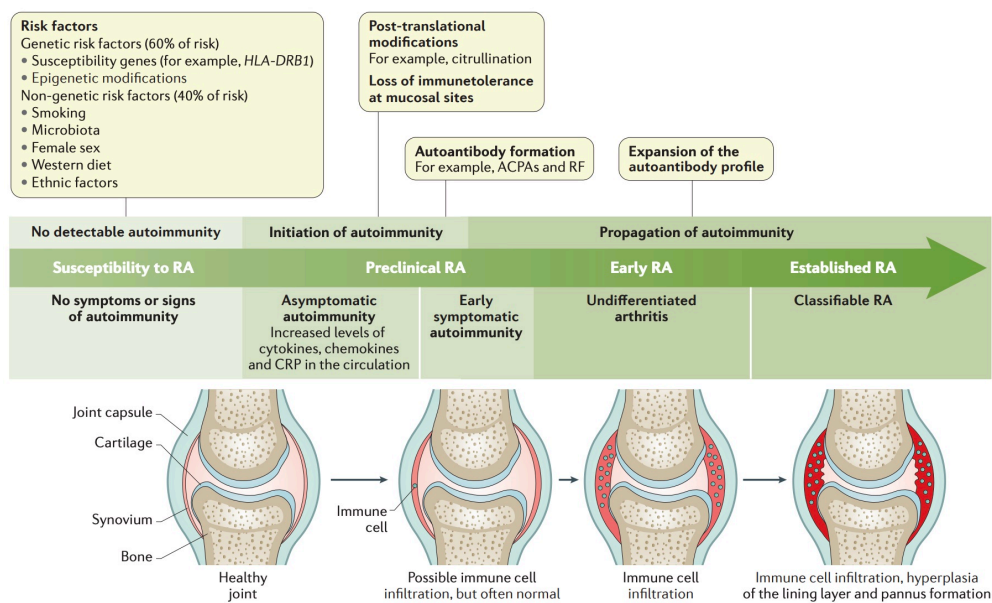 Risk factors
Genetic risk factors (60% of risk)
• Susceptibility genes (for example, HLA-DRB1)
• Epigenetic modifications
Non-genetic risk factors (40% of risk)
• Smoking
• Microbiota
• Female sex
• Western diet
• Ethnic factors
Post-translational
modifications
For example, citrullination
Loss of immunetolerance
at mucosal sites
Autoantibody formation
For example, ACPAs and RF
Expansion of the
autoantibody profile
No detectable autoimmunity
Initiation of autoimmunity
Propagation of autoimmunity
Susceptibility to RA
Preclinical RA
Early RA
Established RA
No symptoms or signs
of autoimmunity
Asymptomatic
autoimmunity
Increased levels of
cytokines, chemokines
and CRP in the circulation
Early
symptomatic
autoimmunity
Undifferentiated
arthritis
Classifiable RA
Joint capsule
Cartilage
Synovium
Bone
Immune
cell
Healthy
joint
Possible immune cell
infiltration, but often normal
Immune cell
infiltration
Immune cell infiltration, hyperplasia
of the lining layer and pannus formation